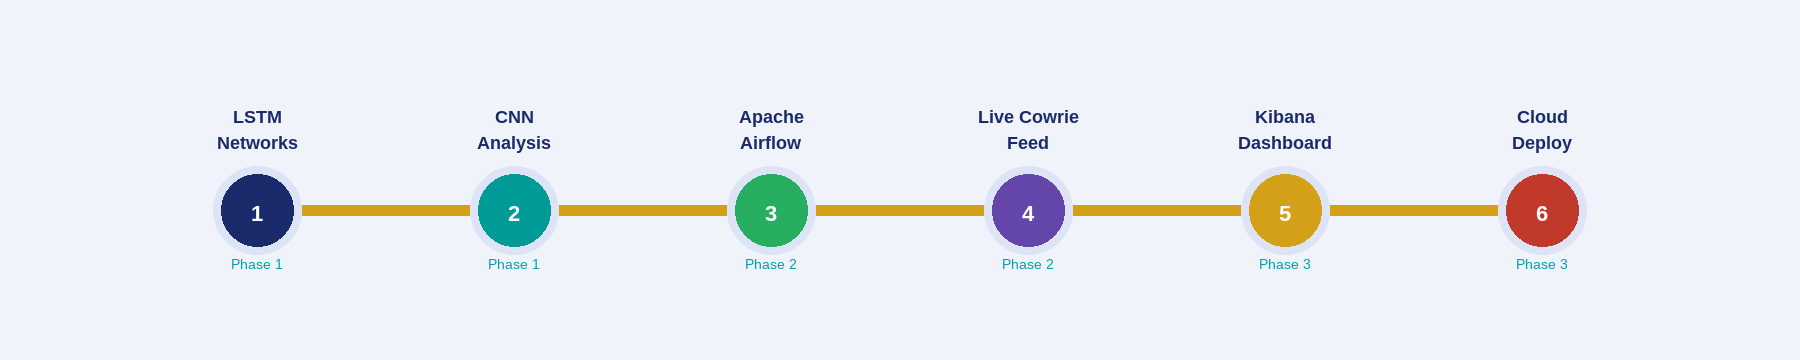 LSTM
Networks
1
Phase 1
CNN
Analysis
2
Phase 1
Apache
Airflow
3
Phase 2
Live Cowrie
Feed
4
Phase 2
Kibana
Dashboard
5
Phase 3
Cloud
Deploy
6
Phase 3